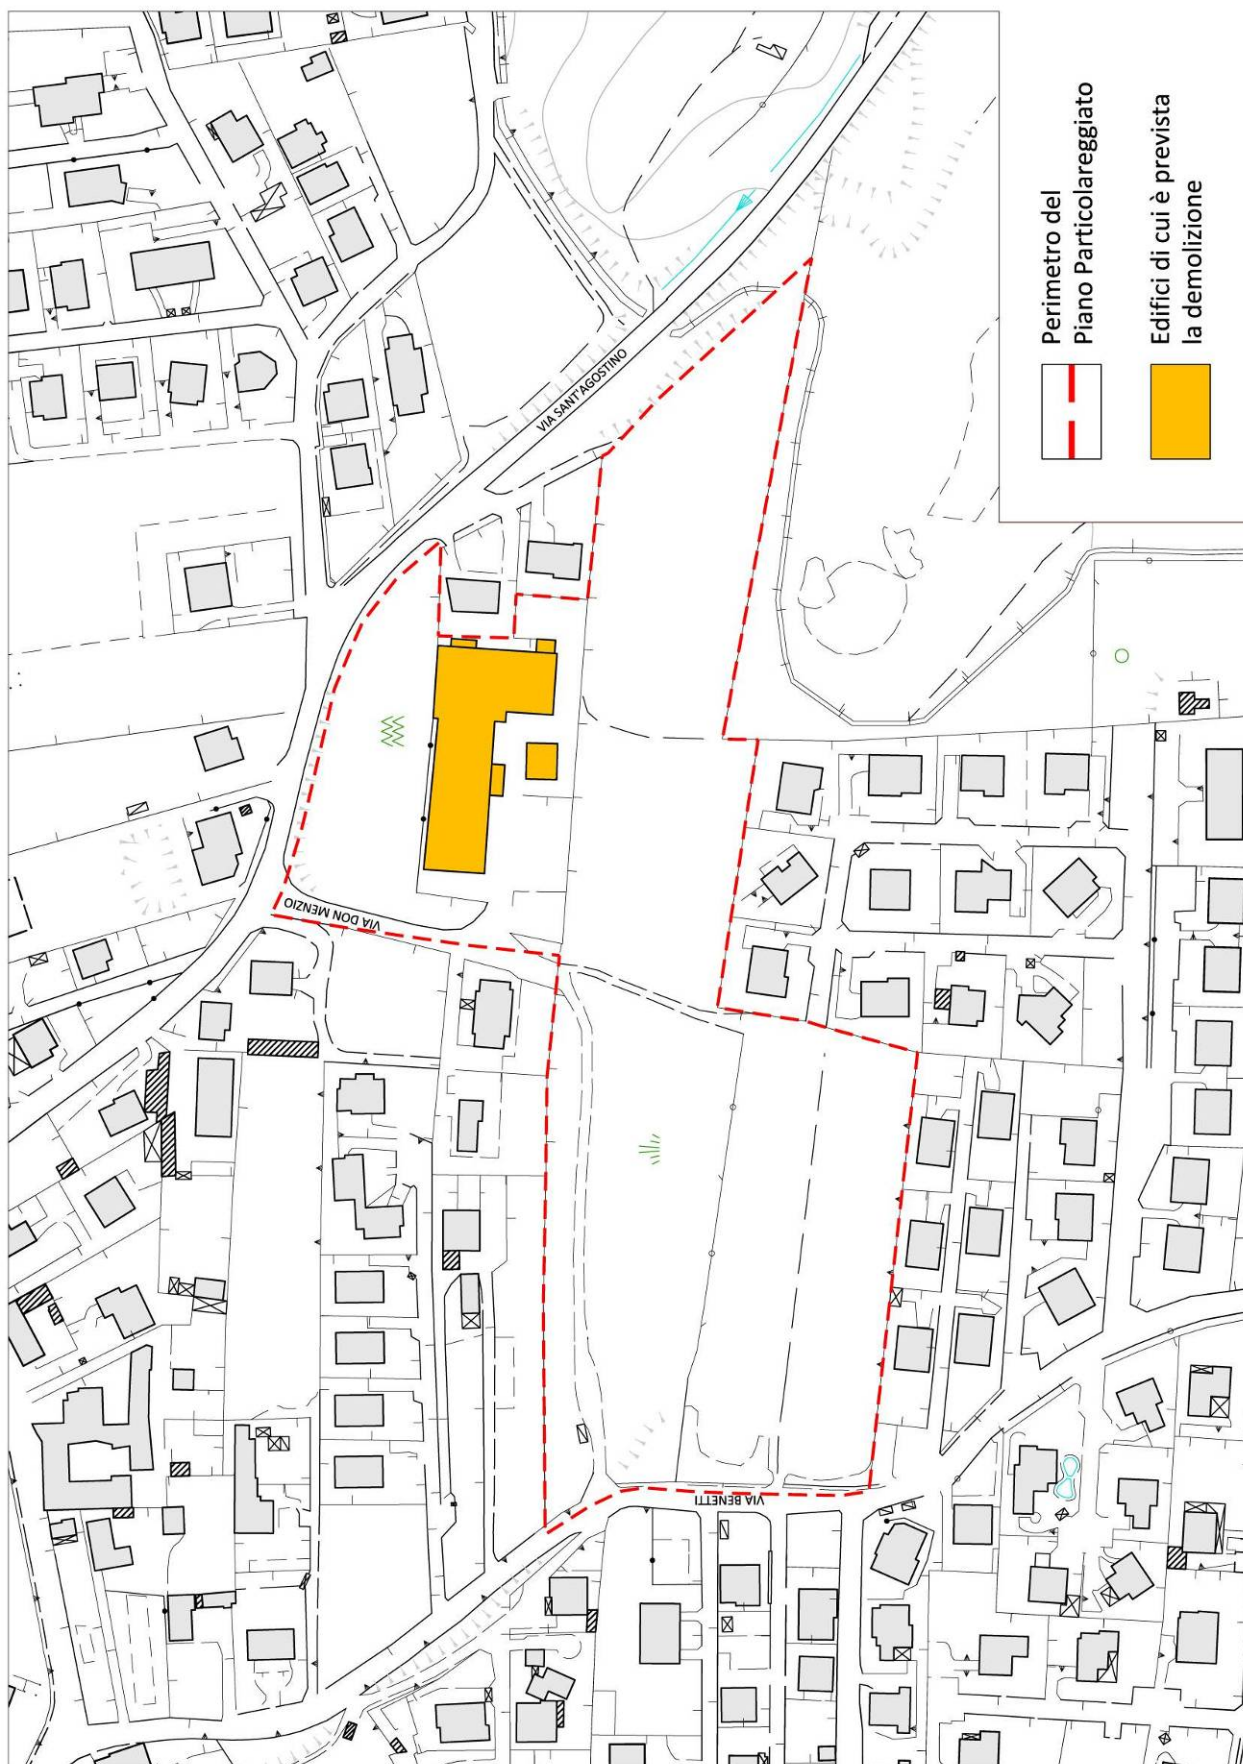 VIA SANT'AGOSTINO
VIA DON MENZIO
VIA BENETTI
Perimetro del
Piano Particolareggiato
Edifici di cui è prevista
la demolizione